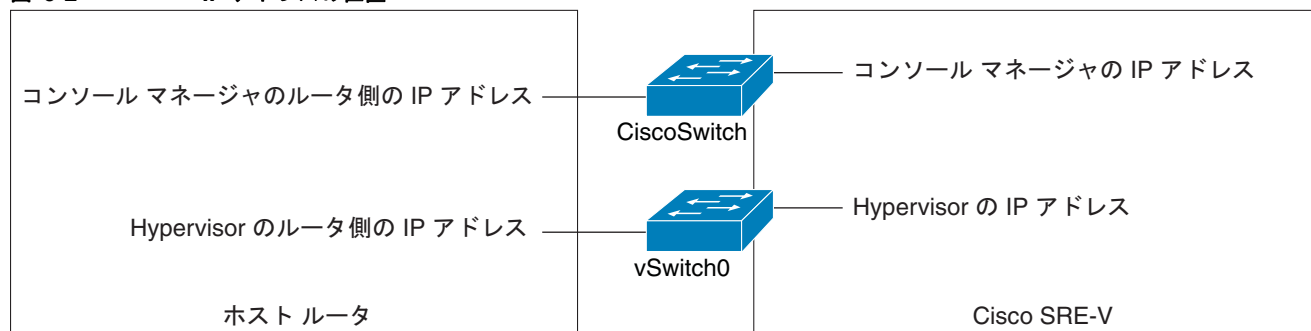 コンソール マネージャのルータ側の IP アドレス
コンソール マネージャの IP アドレス
CiscoSwitch
Hypervisor のルータ側の IP アドレス
Hypervisor の IP アドレス
vSwitch0
ホスト ルータ
Cisco SRE-V